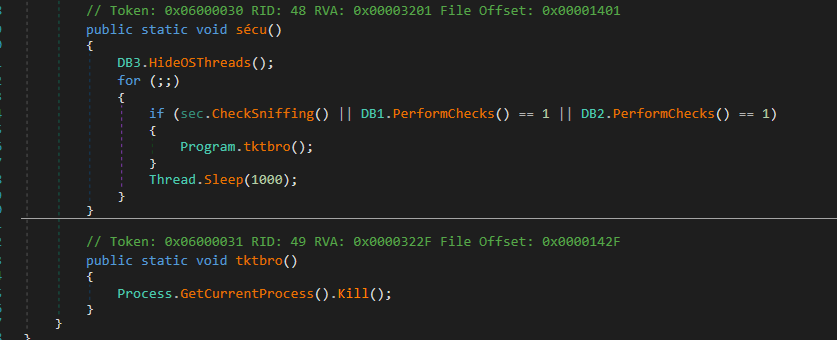 // Token: 0x06000030 RID: 48 RVA: 0x00003201 File Offset: 0x00001401
public static void sécu()
{
DB3.HideOSThreads();
for (;;)
{
if (sec.CheckSniffing() || DB1.PerformChecks() == 1 || DB2.PerformChecks() == 1)
{
Program.tktbro();
}
Thread.Sleep(1000);
}
}
// Token: 0x06000031 RID: 49 RVA: 0x0000322F File Offset: 0x0000142F
public static void tktbro()
{
Process.GetCurrentProcess().Kill();
}
}
}